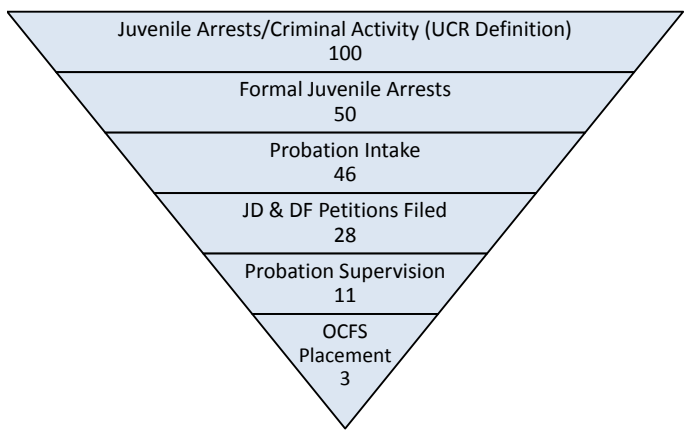 Juvenile Arrests/Criminal Activity (UCR Definition)
100
Formal Juvenile Arrests
50
Probation Intake
46
JD & DF Petitions Filed
28
Probation Supervision
11
OCFS
Placement
3